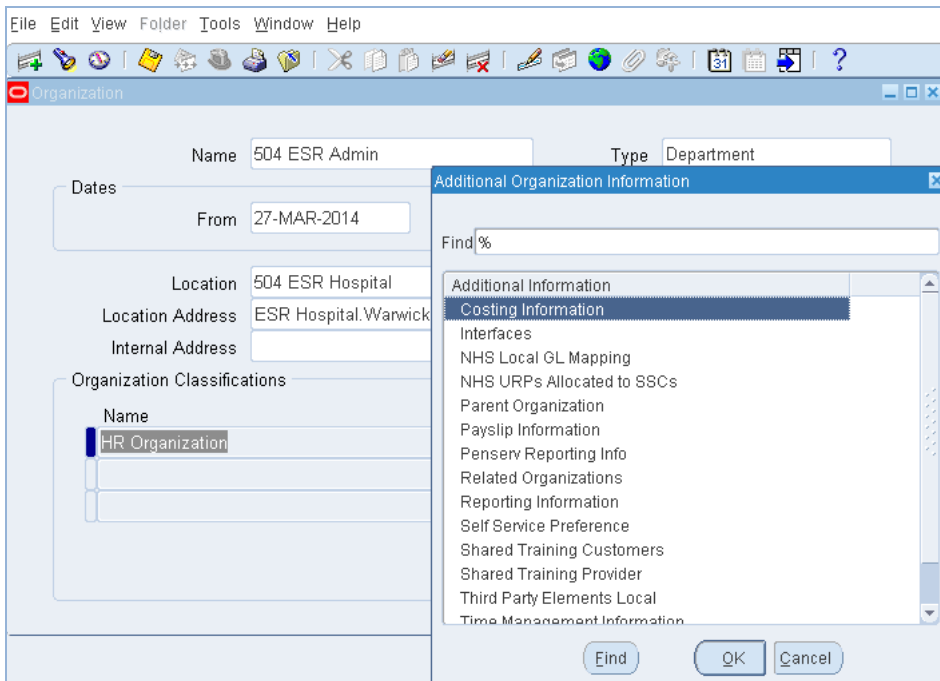 File Edit View Folder Tools Window Help
31
?
Organization
Name 504 ESR Admin
Type Department
Dates
From 27-MAR-2014
Location 504 ESR Hospital
Location Address ESR Hospital.Warwick
Internal Address
Organization Classifications
Name
HR Organization
Additional Organization Information
Find %
Additional Information
Costing Information
Interfaces
NHS Local GL Mapping
NHS URPs Allocated to SSCs
Parent Organization
Payslip Information
Penserv Reporting Info
Related Organizations
Reporting Information
Self Service Preference
Shared Training Customers
Shared Training Provider
Third Party Elements Local
Time Management Information
Find OK Cancel